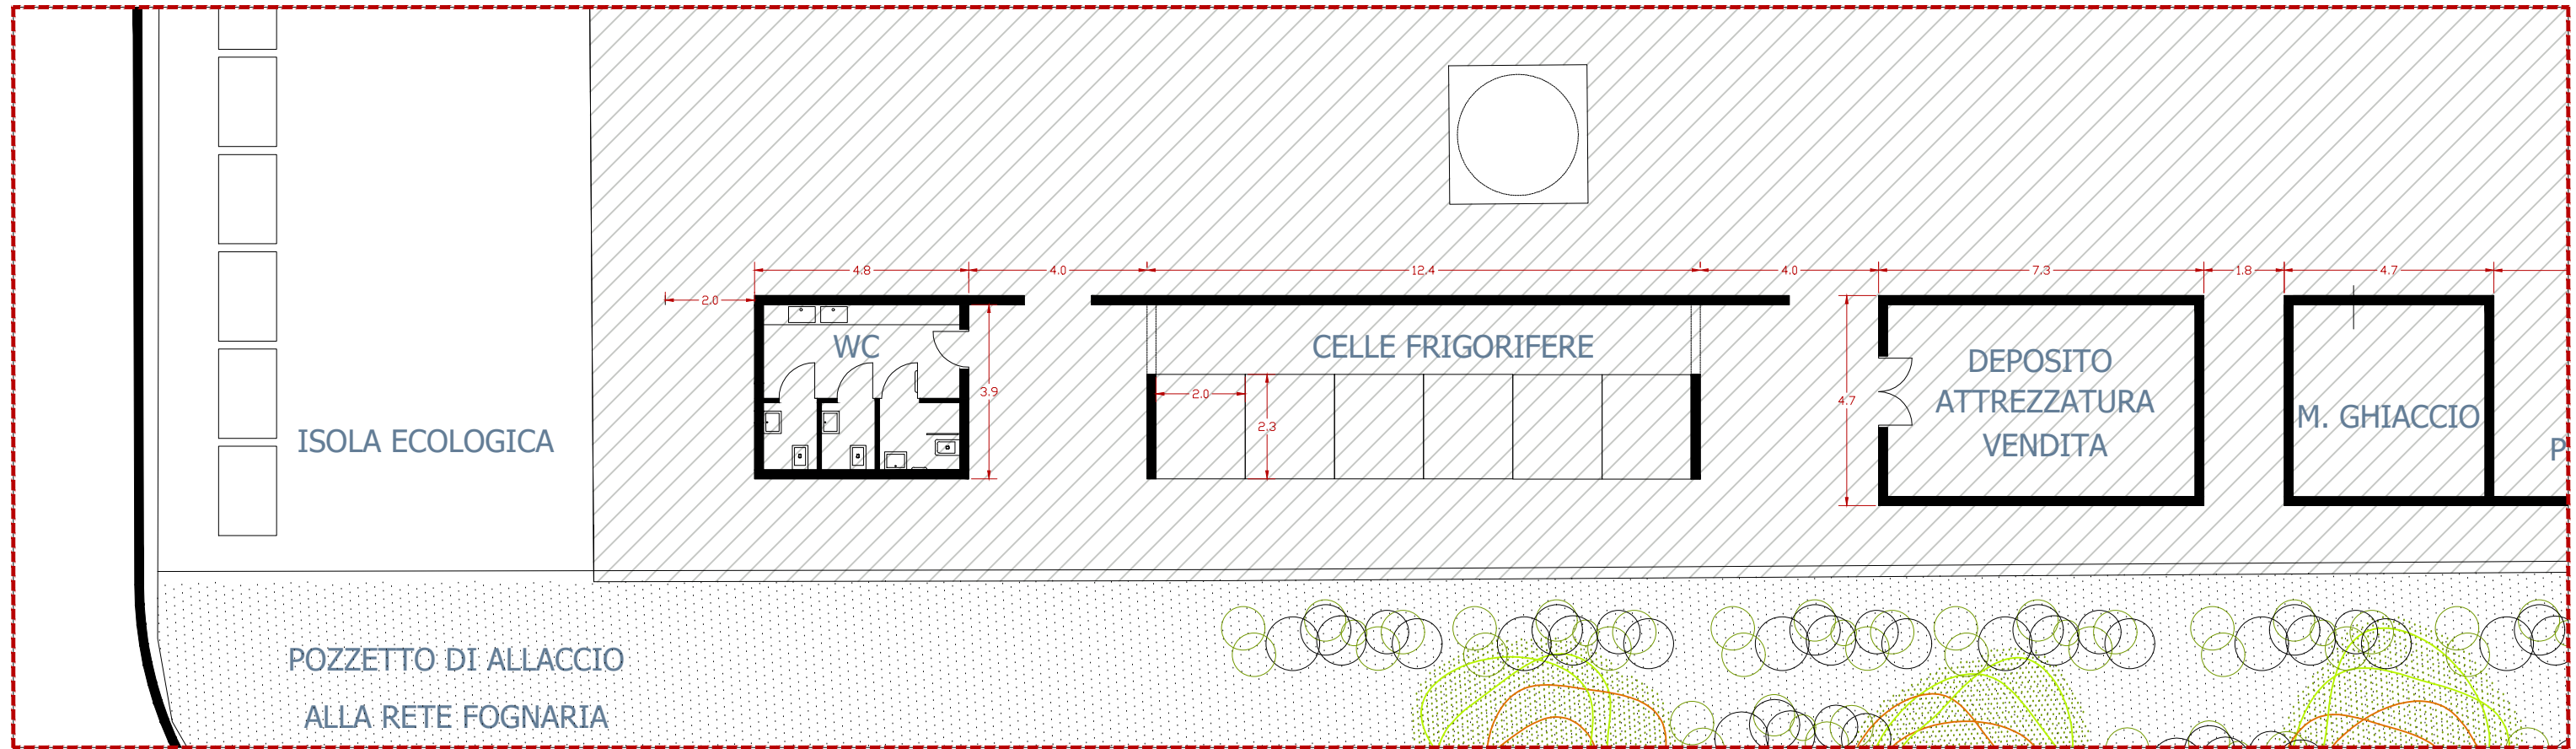 4.8
4.0
12.4
4.0
7.3
1.8
4.7
2.0
WC
CELLE FRIGORIFERE
DEPOSITO
ATTREZZATURA
VENDITA
3.9
2.0
4.7
2.3
M. GHIACCIO
ISOLA ECOLOGICA
P
POZZETTO DI ALLACCIO
ALLA RETE FOGNARIA